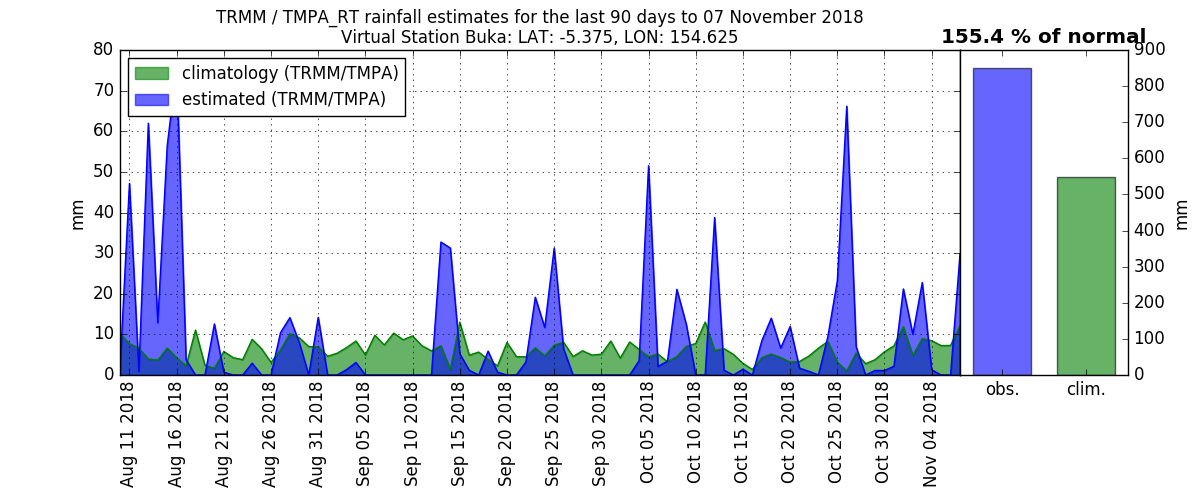 TRMM / TMPA_RT rainfall estimates for the last 90 days to 07 November 2018
Virtual Station Buka: LAT: -5.375, LON: 154.625
155.4 % of normal
climatology (TRMM/TMPA)
estimated (TRMM/TMPA)
mm
80
70
60
50
40
30
20
10
0
Aug 11 2018
Aug 16 2018
Aug 21 2018
Aug 26 2018
Aug 31 2018
Sep 05 2018
Sep 10 2018
Sep 15 2018
Sep 20 2018
Sep 25 2018
Sep 30 2018
Oct 05 2018
Oct 10 2018
Oct 15 2018
Oct 20 2018
Oct 25 2018
Oct 30 2018
Nov 04 2018
obs.
clim.
900
800
700
600
500
400
300
200
100
0
mm